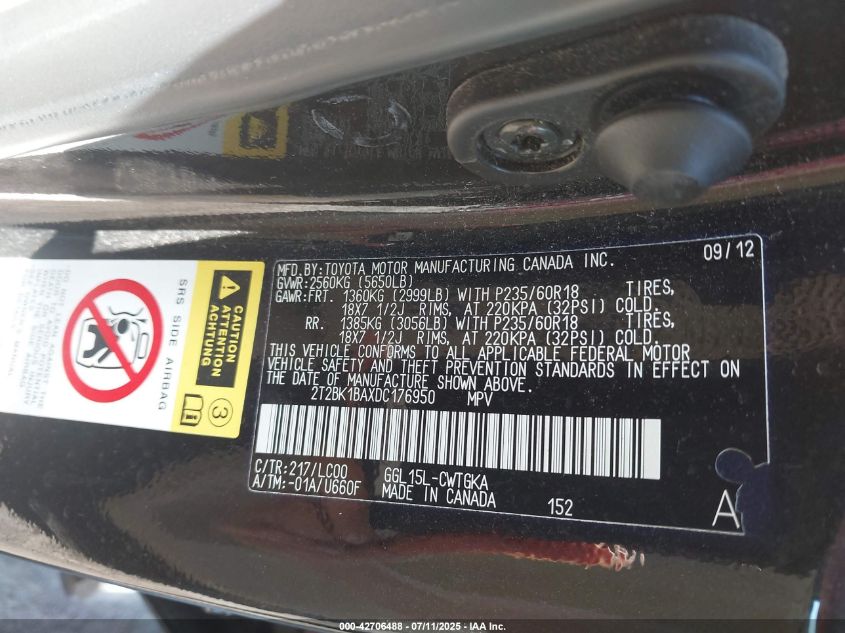 MFD.BY:TOYOTA MOTOR MANUFACTURING CANADA INC. 09/12
GVWR:2560KG (5650LB)
GAWR:FRT. 1360KG (2999LB) WITH P235/60R18 TIRES,
18X7 1/2J RIMS, AT 220KPA (32PSI) COLD.
RR. 1385KG (3056LB) WITH P235/60R18 TIRES,
18X7 1/2J RIMS, AT 220KPA (32PSI) COLD.
THIS VEHICLE CONFORMS TO ALL APPLICABLE FEDERAL MOTOR
VEHICLE SAFETY AND THEFT PREVENTION STANDARDS IN EFFECT ON
THE DATE OF MANUFACTURE SHOWN ABOVE.
2T2BK1BAXDC176950 MPV
C/TR:217/LC00 GGL15L-CWTGKA
A/TM:-01A/U660F MADE IN CANADA 152 A
CAUTION
ATTENTION
ACHTUNG
3
SRS SIDE AIRBAG
000-42706488 - 07/11/2025 - IAA Inc.